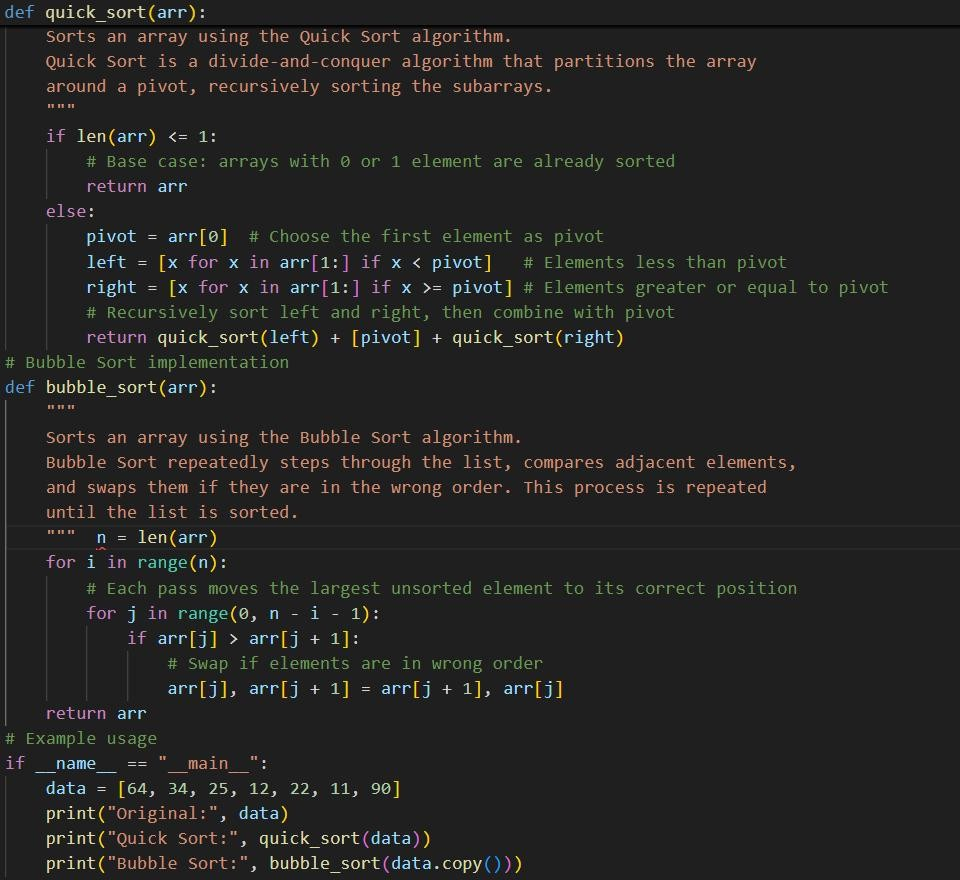 def quick_sort(arr):
    Sorts an array using the Quick Sort algorithm.
    Quick Sort is a divide-and-conquer algorithm that partitions the array
    around a pivot, recursively sorting the subarrays.
    """
    if len(arr) <= 1:
        # Base case: arrays with 0 or 1 element are already sorted
        return arr
    else:
        pivot = arr[0]  # Choose the first element as pivot
        left = [x for x in arr[1:] if x < pivot]   # Elements less than pivot
        right = [x for x in arr[1:] if x >= pivot] # Elements greater or equal to pivot
        # Recursively sort left and right, then combine with pivot
        return quick_sort(left) + [pivot] + quick_sort(right)
# Bubble Sort implementation
def bubble_sort(arr):
    """
    Sorts an array using the Bubble Sort algorithm.
    Bubble Sort repeatedly steps through the list, compares adjacent elements,
    and swaps them if they are in the wrong order. This process is repeated
    until the list is sorted.
    """  n = len(arr)
    for i in range(n):
        # Each pass moves the largest unsorted element to its correct position
        for j in range(0, n - i - 1):
            if arr[j] > arr[j + 1]:
                # Swap if elements are in wrong order
                arr[j], arr[j + 1] = arr[j + 1], arr[j]
    return arr
# Example usage
if __name__ == "__main__":
    data = [64, 34, 25, 12, 22, 11, 90]
    print("Original:", data)
    print("Quick Sort:", quick_sort(data))
    print("Bubble Sort:", bubble_sort(data.copy()))